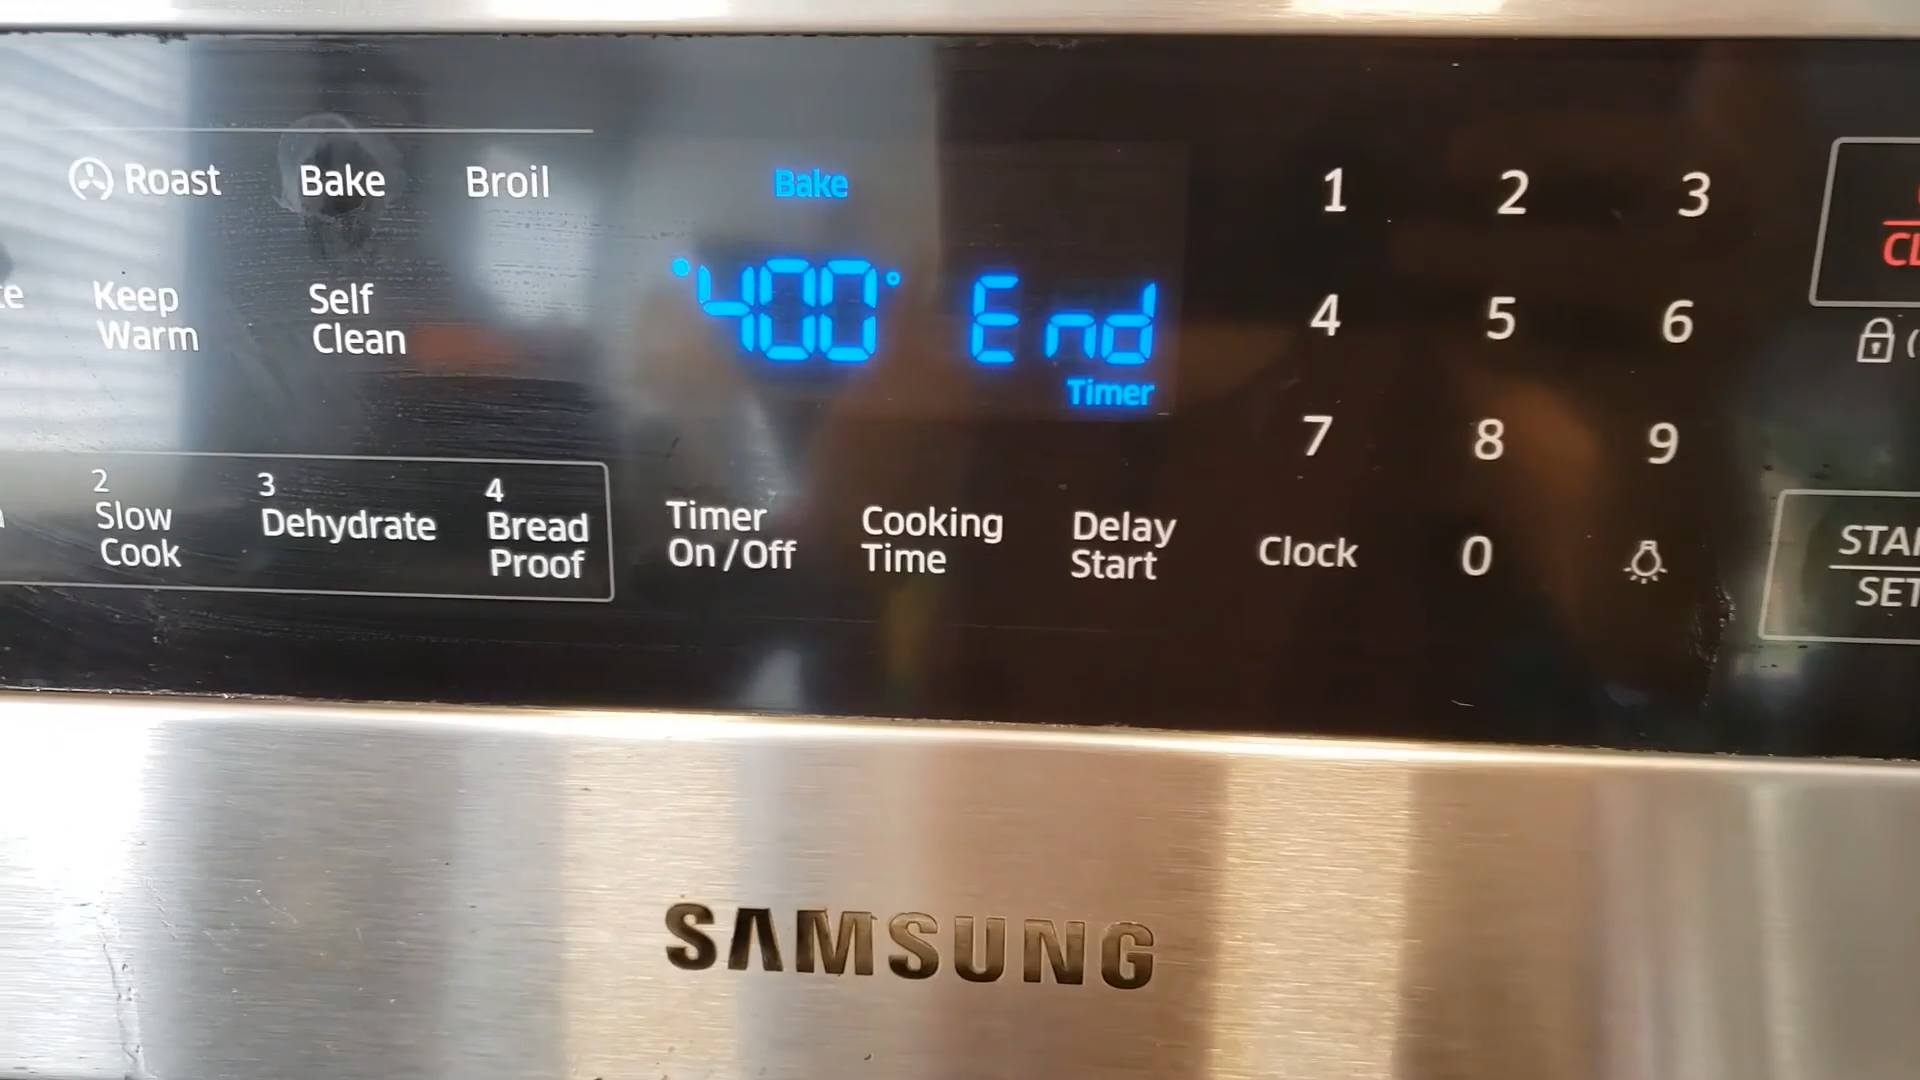 Roast Bake Broil
Bake
1 2 3
400° End
Timer
Keep
Warm
Self
Clean
4 5 6
7 8 9
2
Slow
Cook
3
Dehydrate
4
Bread
Proof
Timer
On/Off
Cooking
Time
Delay
Start
Clock
0
SAMSUNG